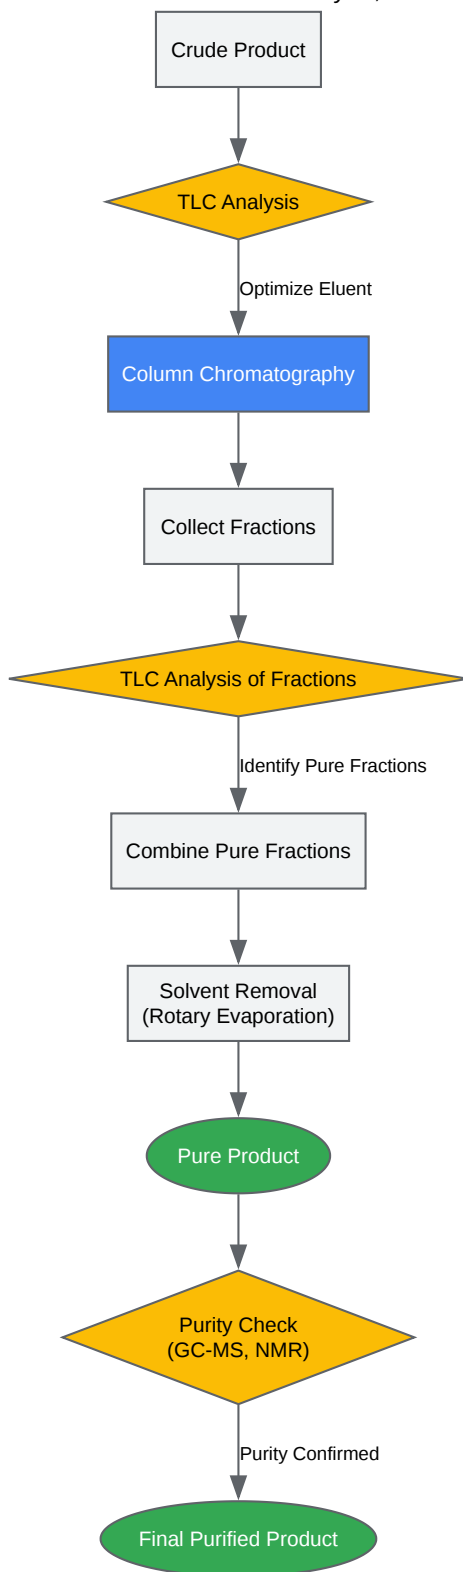 Crude Product
TLC Analysis
Optimize Eluent
Column Chromatography
Collect Fractions
TLC Analysis of Fractions
Identify Pure Fractions
Combine Pure Fractions
Solvent Removal
(Rotary Evaporation)
Pure Product
Purity Check
(GC-MS, NMR)
Purity Confirmed
Final Purified Product